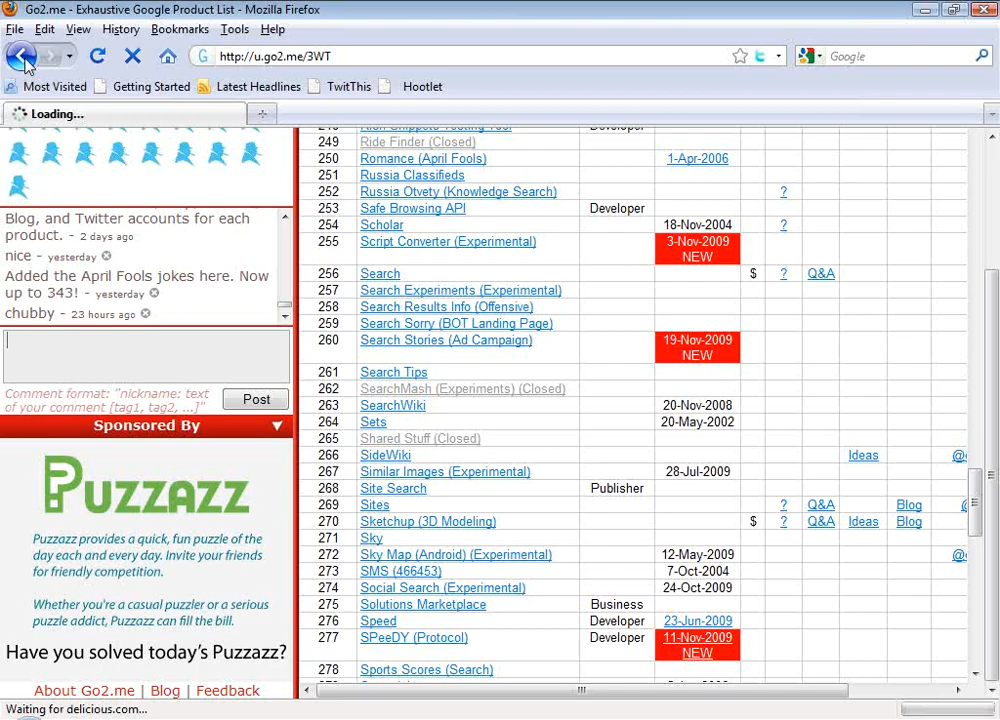 Go2.me - Exhaustive Google Product List - Mozilla Firefox
File Edit View History Bookmarks Tools Help
http://u.go2.me/3WT
Google
Most Visited Getting Started Latest Headlines TwitThis Hootlet
Loading...
Blog, and Twitter accounts for each
product. - 2 days ago
nice - yesterday
Added the April Fools jokes here. Now
up to 343! - yesterday
chubby - 23 hours ago
Comment format: "nickname: text
of your comment [tag1, tag2, ...]"
Post
Sponsored By
PUZZAZZ
Puzzazz provides a quick, fun puzzle of the
day each and every day. Invite your friends
for friendly competition.
Whether you're a casual puzzler or a serious
puzzle addict, Puzzazz can fill the bill.
Have you solved today's Puzzazz?
About Go2.me | Blog | Feedback
249 Ride Finder (Closed)
250 Romance (April Fools) 1-Apr-2006
251 Russia Classifieds
252 Russia Otvety (Knowledge Search) ?
253 Safe Browsing API Developer
254 Scholar 18-Nov-2004 ?
255 Script Converter (Experimental) 3-Nov-2009
NEW
256 Search $ ? Q&A
257 Search Experiments (Experimental)
258 Search Results Info (Offensive)
259 Search Sorry (BOT Landing Page)
260 Search Stories (Ad Campaign) 19-Nov-2009
NEW
261 Search Tips
262 SearchMash (Experiments) (Closed)
263 SearchWiki 20-Nov-2008
264 Sets 20-May-2002
265 Shared Stuff (Closed)
266 SideWiki Ideas
267 Similar Images (Experimental) 28-Jul-2009
268 Site Search Publisher
269 Sites ? Q&A Blog
270 Sketchup (3D Modeling) $ ? Q&A Ideas Blog
271 Sky
272 Sky Map (Android) (Experimental) 12-May-2009
273 SMS (466453) 7-Oct-2004
274 Social Search (Experimental) 24-Oct-2009
275 Solutions Marketplace Business
276 Speed Developer 23-Jun-2009
277 SPeeDY (Protocol) Developer 11-Nov-2009
NEW
278 Sports Scores (Search)
Waiting for delicious.com...